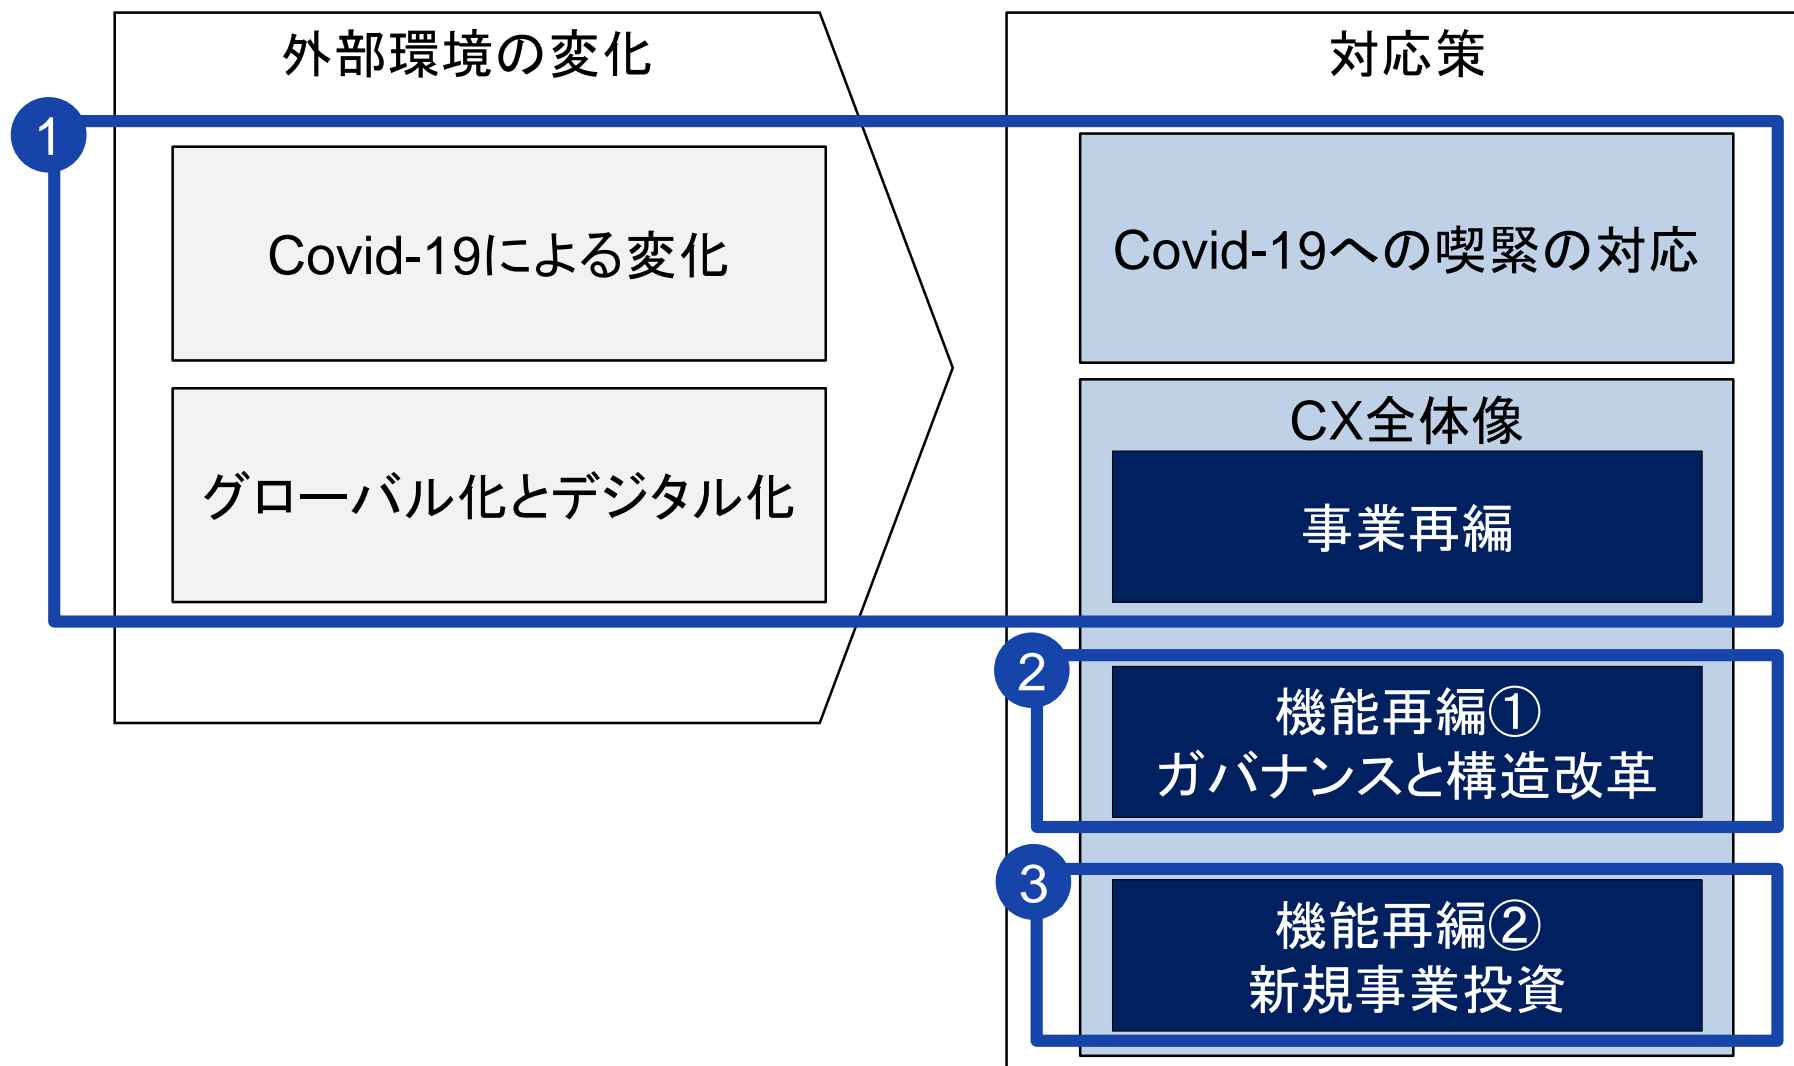 外部環境の変化
1
Covid-19による変化
グローバル化とデジタル化
対応策
Covid-19への喫緊の対応
CX全体像
事業再編
2
機能再編①
ガバナンスと構造改革
3
機能再編②
新規事業投資